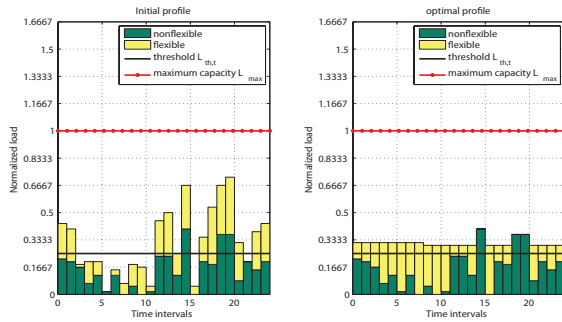 Initial profile
1.6667
1.5
1.3333
1.1667
1
0.8333
0.6667
0.5
0.3333
0.1667
0
Normalized load
nonflexible
flexible
threshold L th,t
maximum capacity L max
0 5 10 15 20
Time intervals
optimal profile
1.6667
1.5
1.3333
1.1667
1
0.8333
0.6667
0.5
0.3333
0.1667
0
Normalized load
nonflexible
flexible
threshold L th,t
maximum capacity L max
0 5 10 15 20
Time intervals